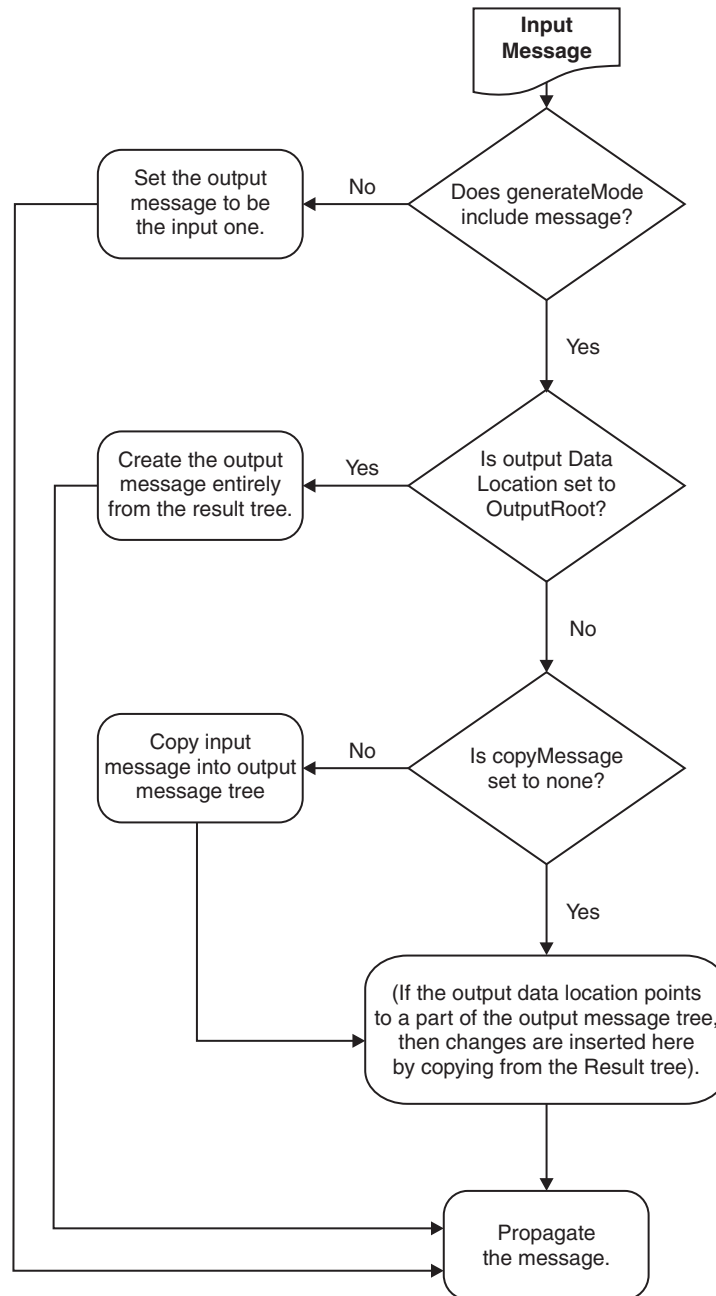 Input
Message
Does generateMode
include message?
No
Set the output
message to be
the input one.
Yes
Is output Data
Location set to
OutputRoot?
Yes
Create the output
message entirely
from the result tree.
No
Is copyMessage
set to none?
No
Copy input
message into output
message tree
Yes
(If the output data location points
to a part of the output message tree,
then changes are inserted here
by copying from the Result tree).
Propagate
the message.